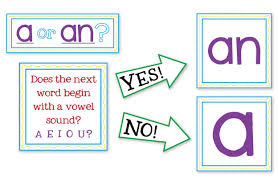 a or an?
Does the next
word begin
with a vowel
sound?
A E I O U?
YES!
NO!
an
a